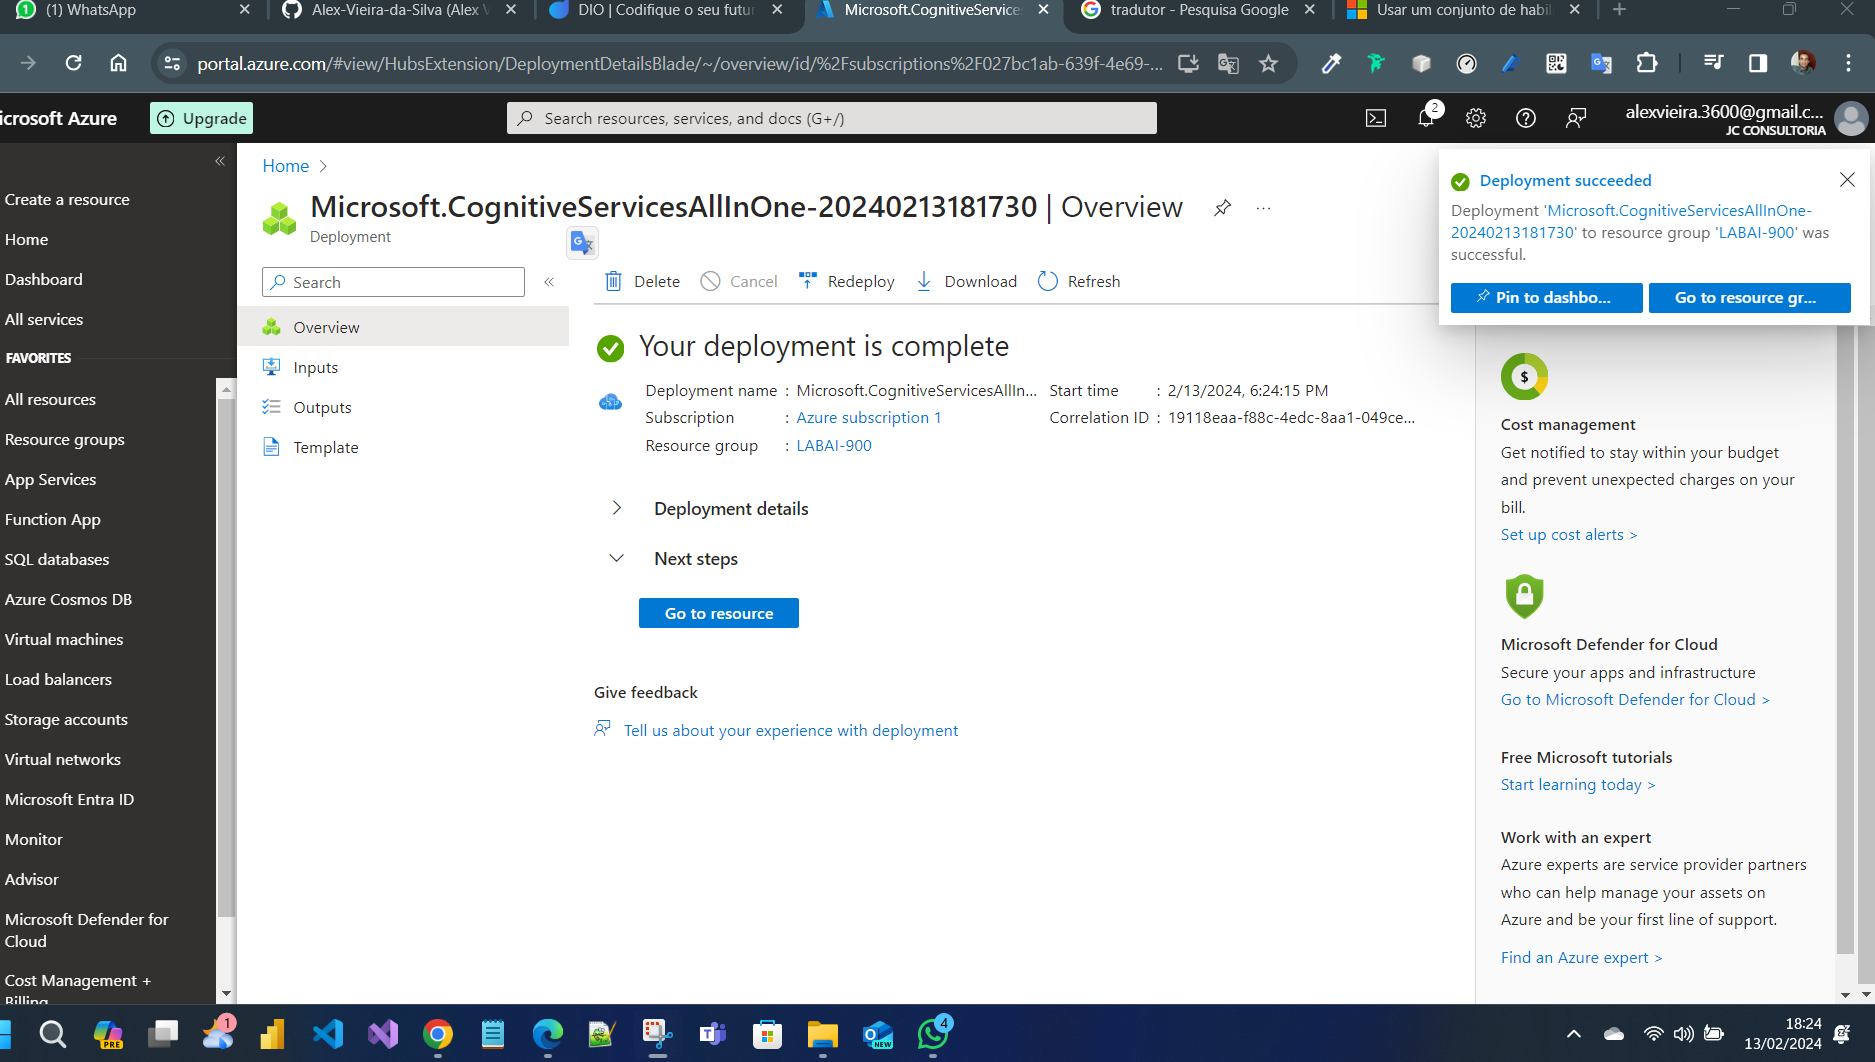 (1) WhatsApp
Alex-Vieira-da-Silva (Alex V
DIO | Codifique o seu futur
Microsoft.CognitiveService
tradutor - Pesquisa Google
Usar um conjunto de habil
portal.azure.com/#view/HubsExtension/DeploymentDetailsBlade/~/overview/id/%2Fsubscriptions%2F027bc1ab-639f-4e69-...
icrosoft Azure
Upgrade
Search resources, services, and docs (G+/)
2
alexvieira.3600@gmail.c...
JC CONSULTORIA
Create a resource
Home
Dashboard
All services
FAVORITES
All resources
Resource groups
App Services
Function App
SQL databases
Azure Cosmos DB
Virtual machines
Load balancers
Storage accounts
Virtual networks
Microsoft Entra ID
Monitor
Advisor
Microsoft Defender for
Cloud
Cost Management +
Billing
Home >
Microsoft.CognitiveServicesAllInOne-20240213181730 | Overview
Deployment
Search
Overview
Inputs
Outputs
Template
Delete
Cancel
Redeploy
Download
Refresh
Your deployment is complete
Deployment name : Microsoft.CognitiveServicesAllIn...
Subscription : Azure subscription 1
Resource group : LABAI-900
Start time : 2/13/2024, 6:24:15 PM
Correlation ID : 19118eaa-f88c-4edc-8aa1-049ce...
Deployment details
Next steps
Go to resource
Give feedback
Tell us about your experience with deployment
Deployment succeeded
Deployment 'Microsoft.CognitiveServicesAllInOne-
20240213181730' to resource group 'LABAI-900' was
successful.
Pin to dashbo...
Go to resource gr...
Cost management
Get notified to stay within your budget
and prevent unexpected charges on your
bill.
Set up cost alerts >
Microsoft Defender for Cloud
Secure your apps and infrastructure
Go to Microsoft Defender for Cloud >
Free Microsoft tutorials
Start learning today >
Work with an expert
Azure experts are service provider partners
who can help manage your assets on
Azure and be your first line of support.
Find an Azure expert >
PRE
1
NEW
4
18:24
13/02/2024